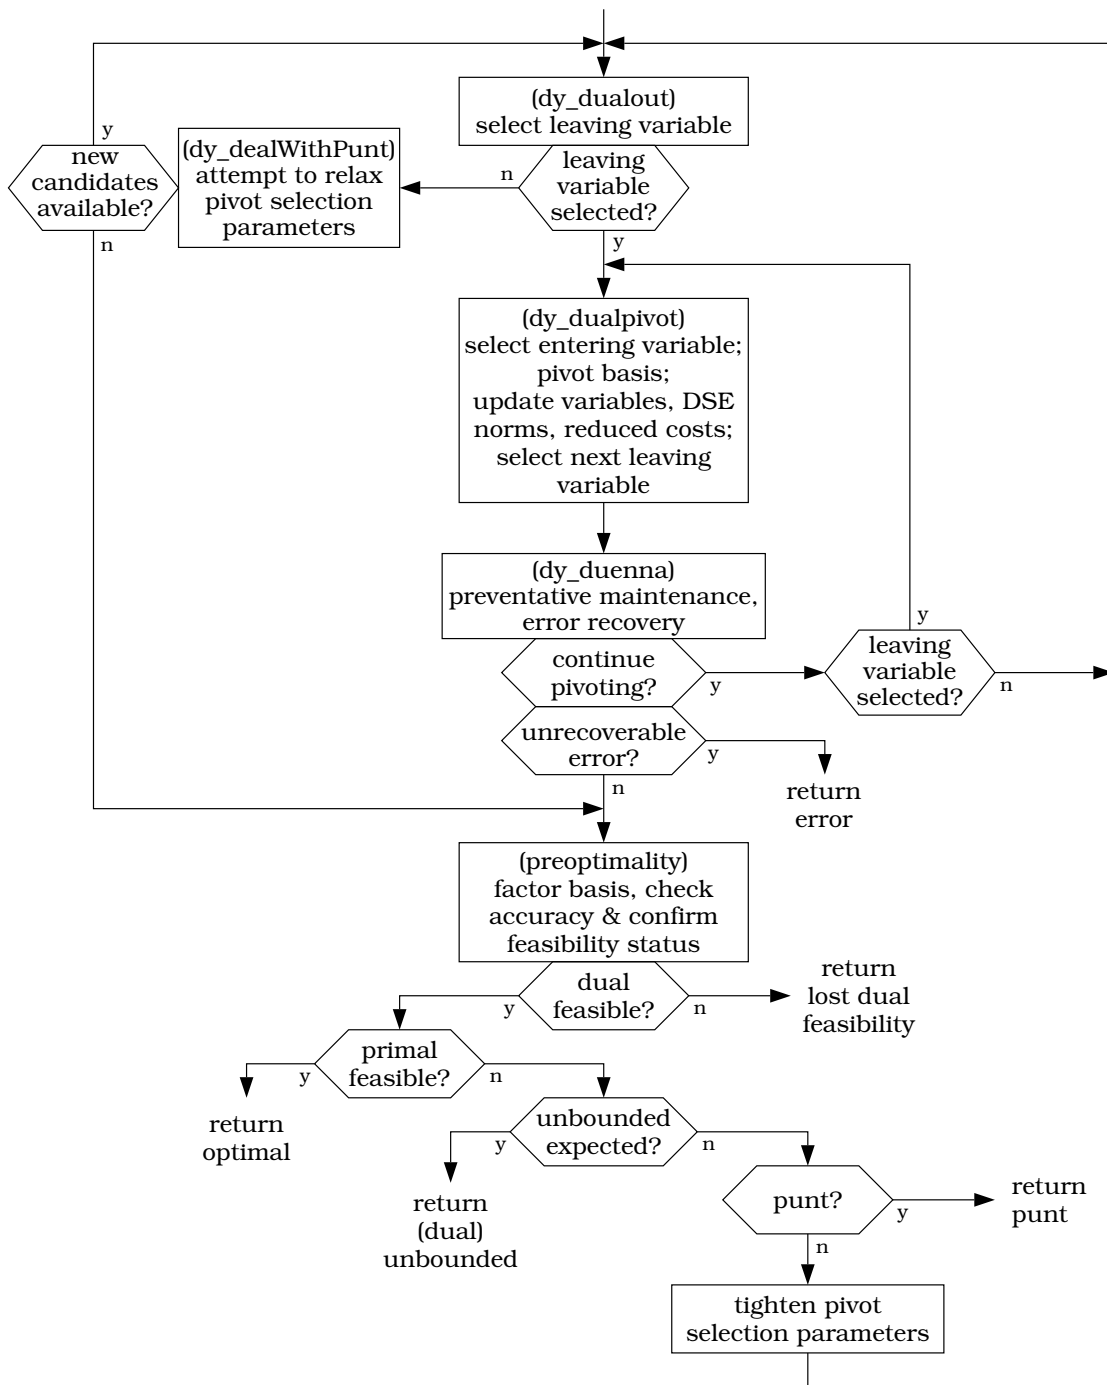 (dy_dualout)
select leaving variable
y
new
candidates
available?
n
(dy_dealWithPunt)
attempt to relax
pivot selection
parameters
n
leaving
variable
selected?
y
(dy_dualpivot)
select entering variable;
pivot basis;
update variables, DSE
norms, reduced costs;
select next leaving
variable
(dy_duenna)
preventative maintenance,
error recovery
continue
pivoting?
y
y
leaving
variable
selected?
n
unrecoverable
error?
y
n
return
error
(preoptimality)
factor basis, check
accuracy & confirm
feasibility status
dual
feasible?
y
n
return
lost dual
feasibility
primal
feasible?
y
n
return
optimal
unbounded
expected?
y
n
return
(dual)
unbounded
punt?
y
return
punt
n
tighten pivot
selection parameters